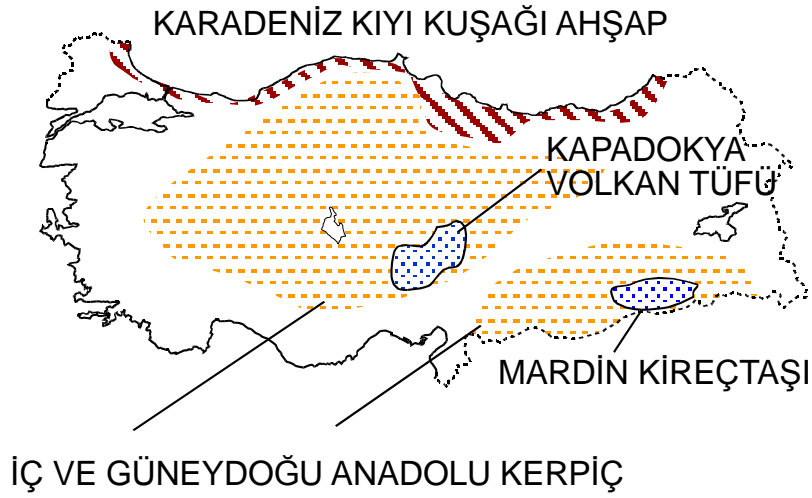 KARADENİZ KIYI KUŞAĞI AHŞAP
KAPADOKYA
VOLKAN TÜFÜ
MARDİN KİREÇTAŞI
İÇ VE GÜNEYDOĞU ANADOLU KERPİÇ